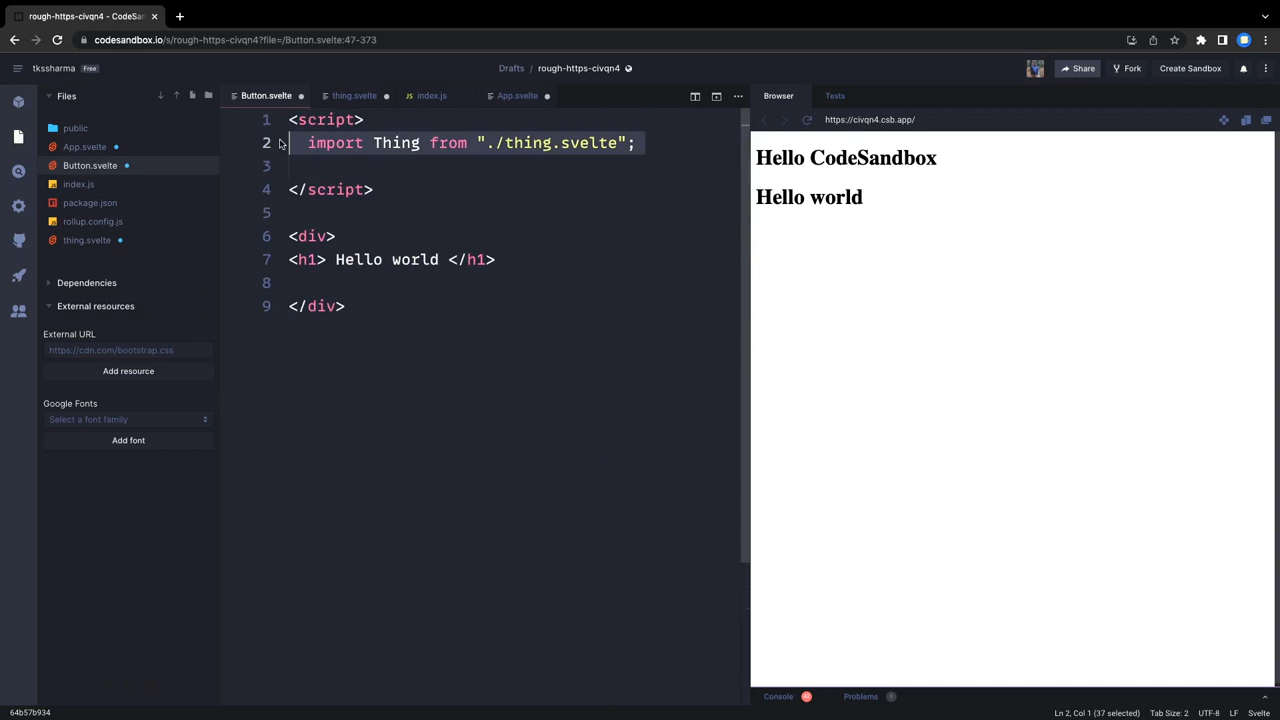 rough-https-civqn4 - CodeSan
codesandbox.io/s/rough-https-civqn4?file=/Button.svelte:47-373
tkssharma Free
Drafts / rough-https-civqn4
Share
Fork
Create Sandbox
Files
Button.svelte
thing.svelte
JS index.js
App.svelte
Browser
Tests
https://civqn4.csb.app/
public
App.svelte
Button.svelte
JS index.js
package.json
JS rollup.config.js
thing.svelte
Dependencies
External resources
External URL
https://cdn.com/bootstrap.css
Add resource
Google Fonts
Select a font family
Add font
1 <script>
2 import Thing from "./thing.svelte";
3
4 </script>
5
6 <div>
7 <h1> Hello world </h1>
8
9 </div>
Hello CodeSandbox
Hello world
Console
Problems
64b57b934
Ln 2, Col 1 (37 selected)
Tab Size: 2
UTF-8
LF
Svelte